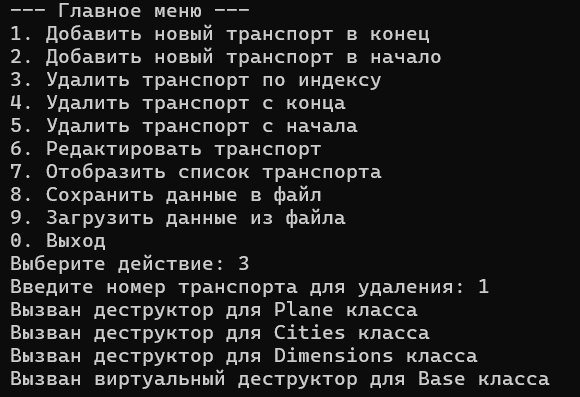 --- Главное меню ---
1. Добавить новый транспорт в конец
2. Добавить новый транспорт в начало
3. Удалить транспорт по индексу
4. Удалить транспорт с конца
5. Удалить транспорт с начала
6. Редактировать транспорт
7. Отобразить список транспорта
8. Сохранить данные в файл
9. Загрузить данные из файла
0. Выход
Выберите действие: 3
Введите номер транспорта для удаления: 1
Вызван деструктор для Plane класса
Вызван деструктор для Cities класса
Вызван деструктор для Dimensions класса
Вызван виртуальный деструктор для Base класса